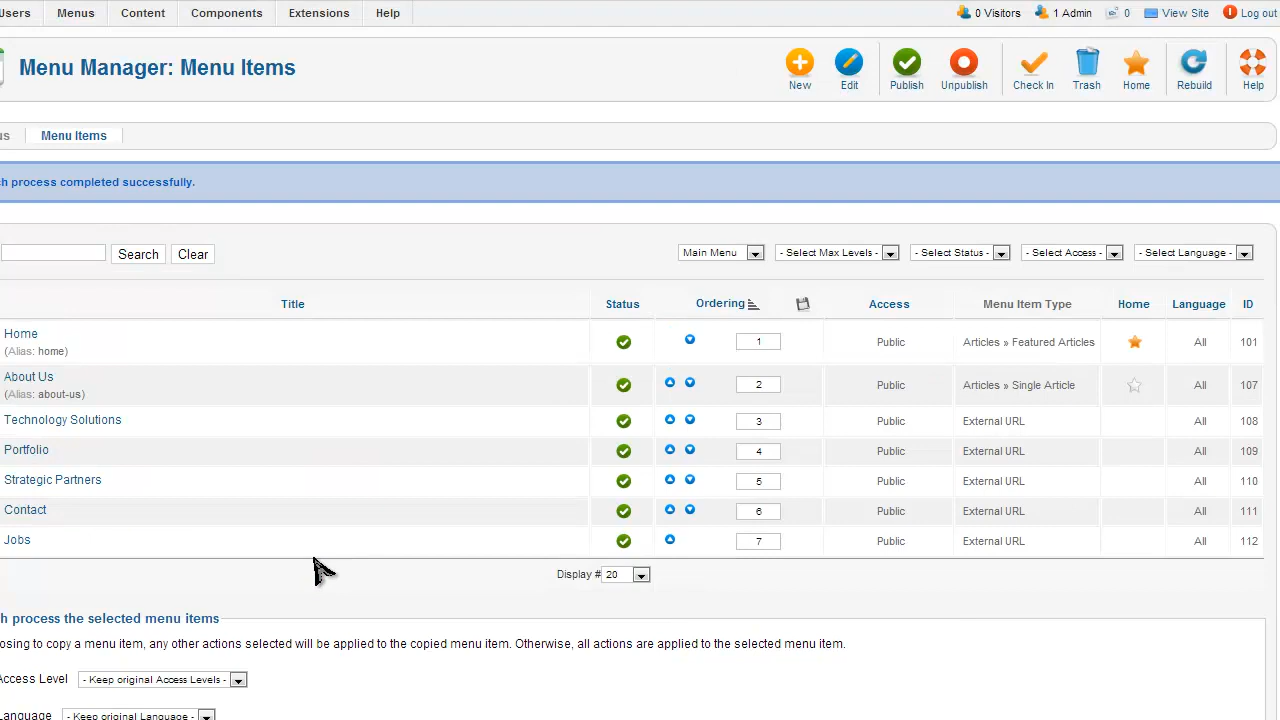 Users Menus Content Components Extensions Help 0 Visitors 1 Admin 0 View Site Log out
Menu Manager: Menu Items
New Edit Publish Unpublish Check In Trash Home Rebuild Help
us Menu Items
ch process completed successfully.
Search Clear Main Menu - Select Max Levels - - Select Status - - Select Access - - Select Language -
Title Status Ordering Access Menu Item Type Home Language ID
Home
(Alias: home)
1 Public Articles » Featured Articles All 101
About Us
(Alias: about-us)
2 Public Articles » Single Article All 107
Technology Solutions 3 Public External URL All 108
Portfolio 4 Public External URL All 109
Strategic Partners 5 Public External URL All 110
Contact 6 Public External URL All 111
Jobs 7 Public External URL All 112
Display # 20
ch process the selected menu items
osing to copy a menu item, any other actions selected will be applied to the copied menu item. Otherwise, all actions are applied to the selected menu item.
Access Level - Keep original Access Levels -
Language - Keep original Language -